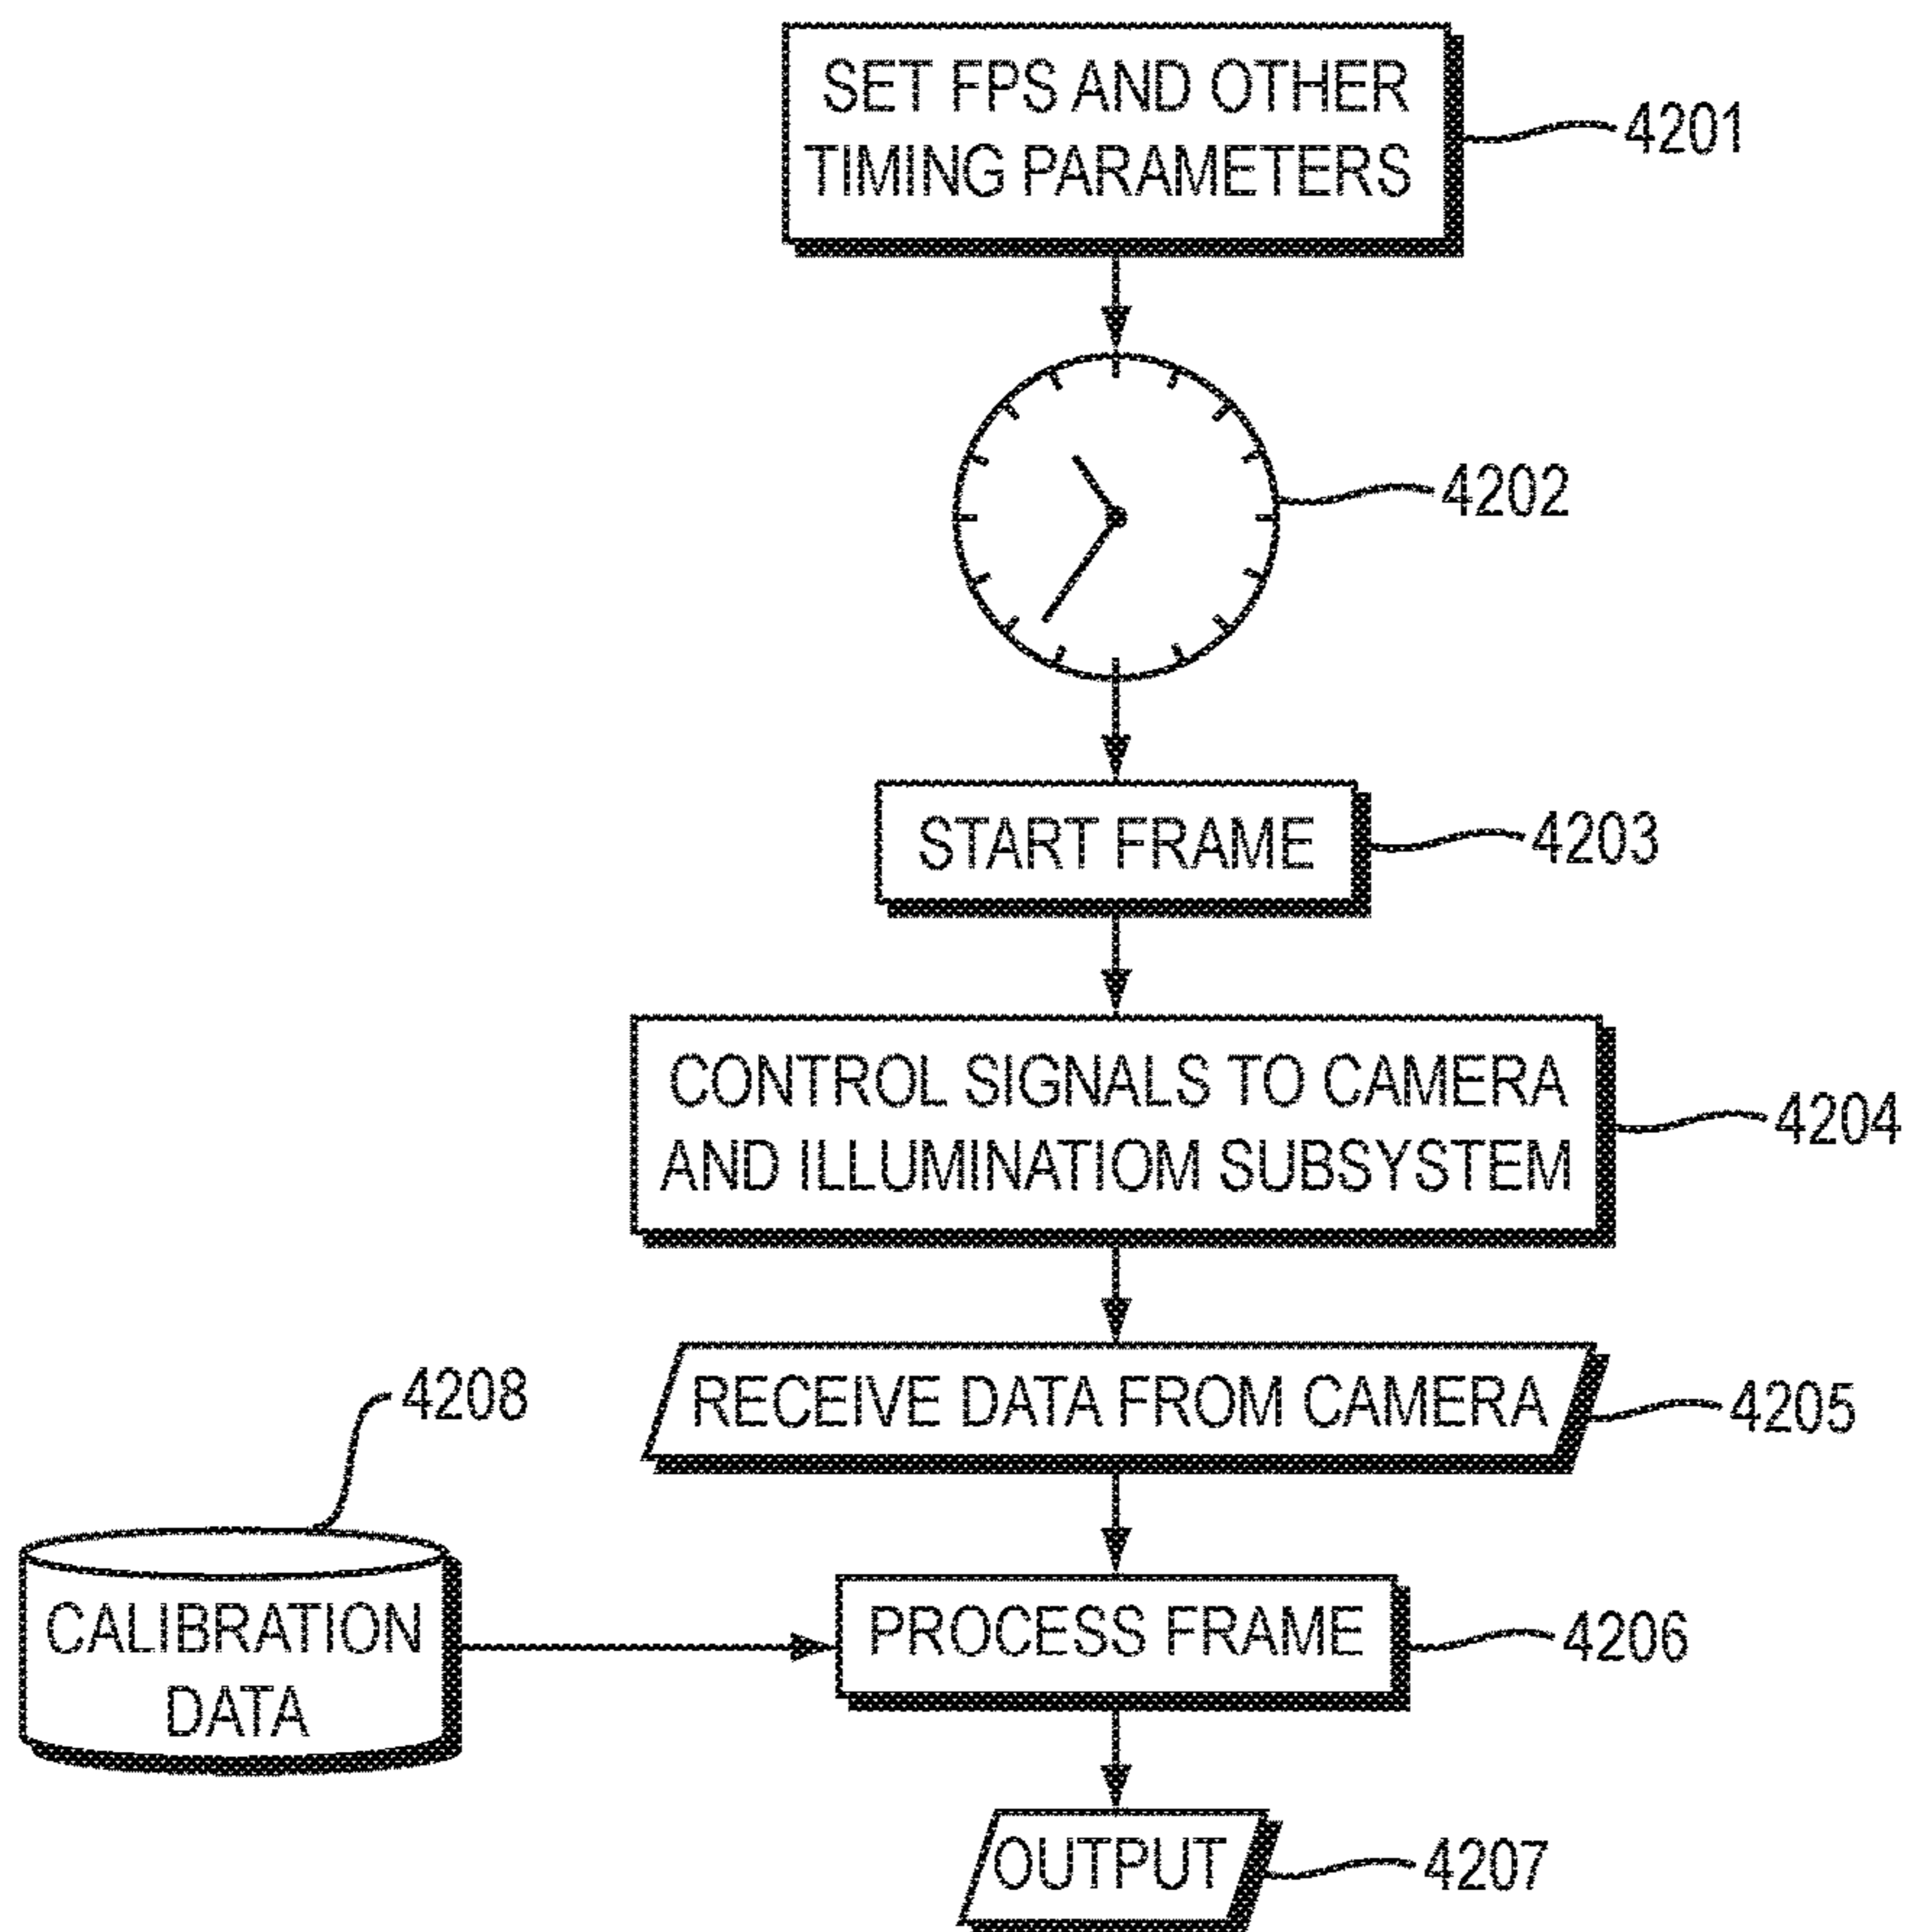 SET FPS AND OTHER
TIMING PARAMETERS
4201
4202
START FRAME
4203
CONTROL SIGNALS TO CAMERA
AND ILLUMINATIOM SUBSYSTEM
4204
RECEIVE DATA FROM CAMERA
4205
4208
CALIBRATION
DATA
PROCESS FRAME
4206
OUTPUT
4207